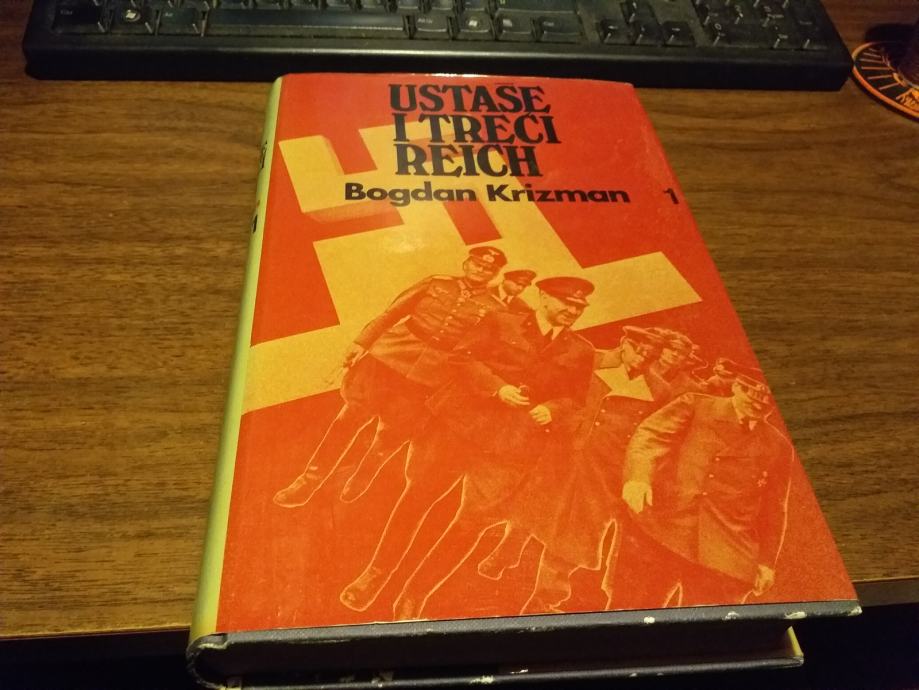 USTAŠE
I TREĆI
REICH
Bogdan Krizman
1